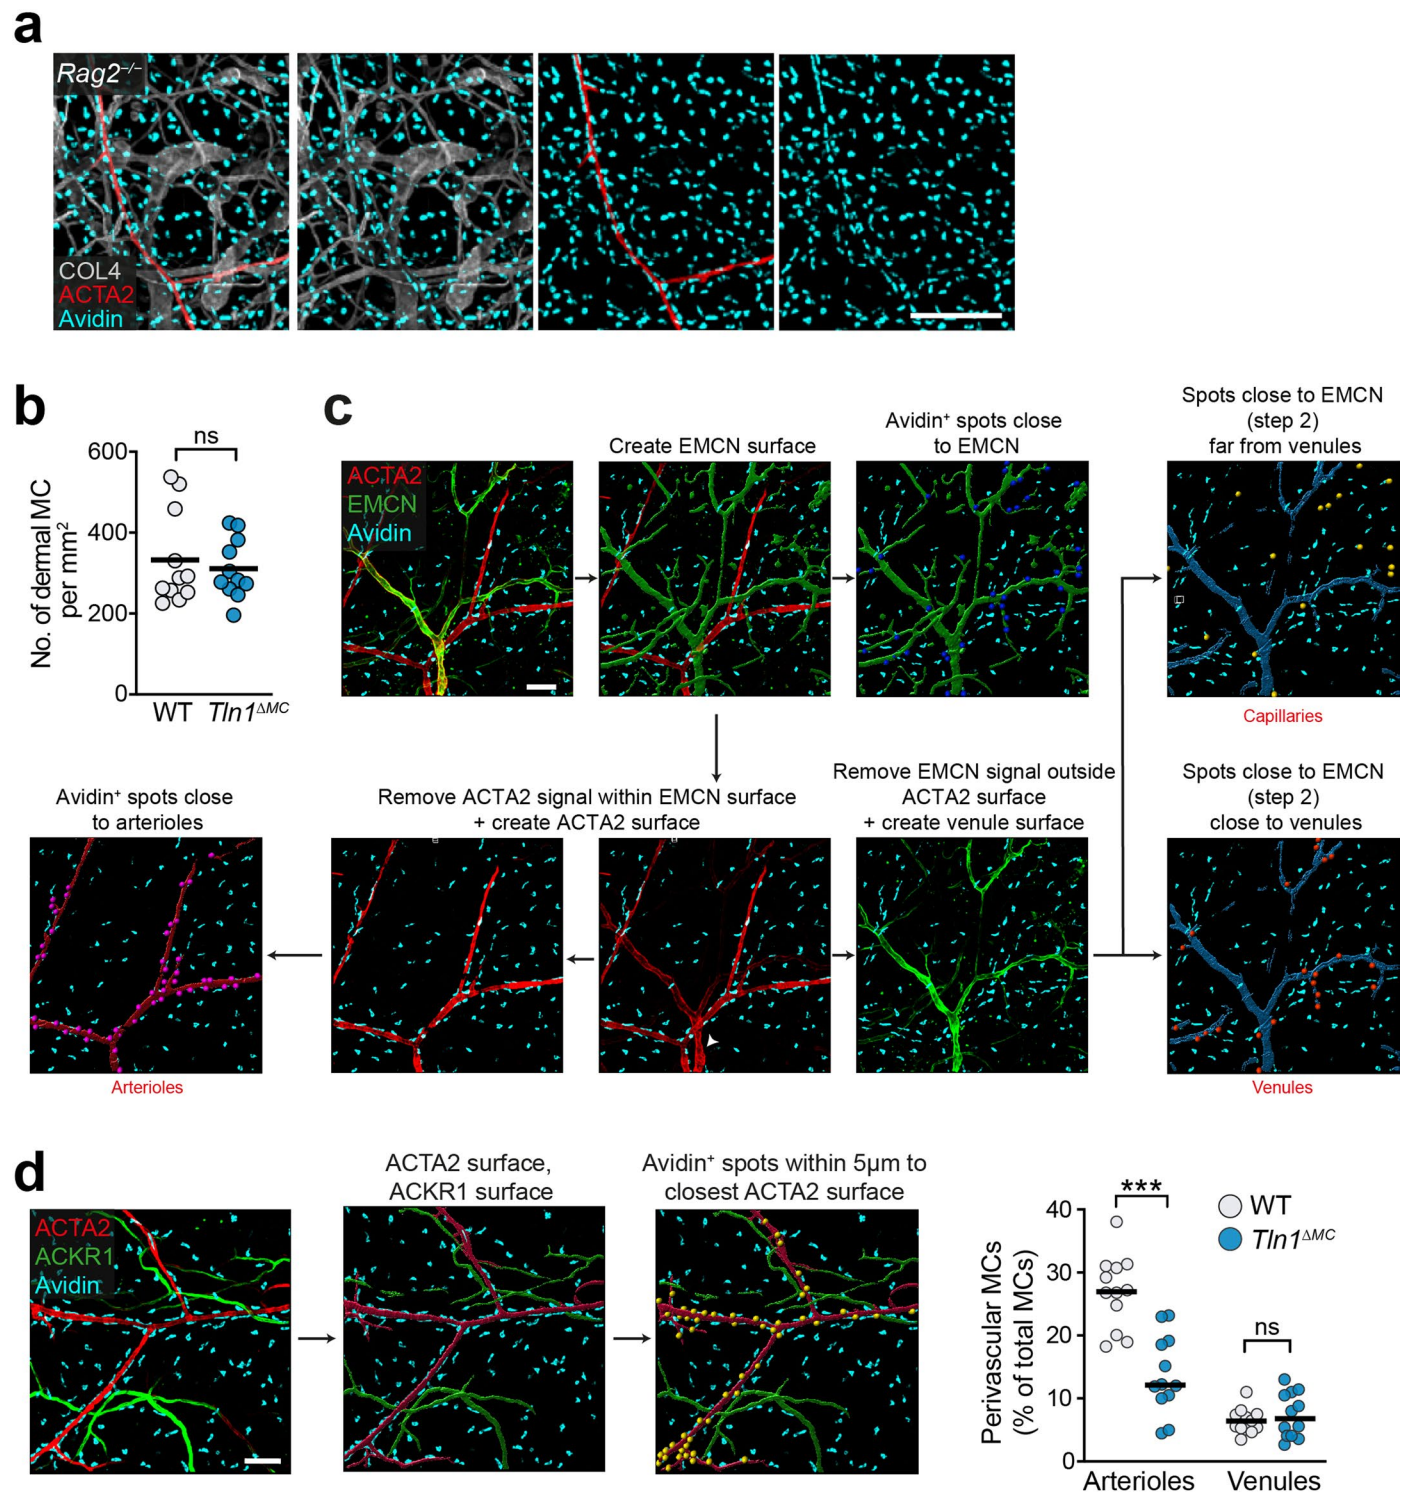 a
Rag2–/–
COL4
ACTA2
Avidin
b
No. of dermal MC
per mm2
600
400
200
0
ns
WT
Tln1ΔMC
c
ACTA2
EMCN
Avidin
Create EMCN surface
Avidin+ spots close
to EMCN
Spots close to EMCN
(step 2)
far from venules
Capillaries
Avidin+ spots close
to arterioles
Arterioles
Remove ACTA2 signal within EMCN surface
+ create ACTA2 surface
Remove EMCN signal outside
ACTA2 surface
+ create venule surface
Spots close to EMCN
(step 2)
close to venules
Venules
d
ACTA2
ACKR1
Avidin
ACTA2 surface,
ACKR1 surface
Avidin+ spots within 5µm to
closest ACTA2 surface
Perivascular MCs
(% of total MCs)
40
30
20
10
0
***
ns
WT
Tln1ΔMC
Arterioles
Venules